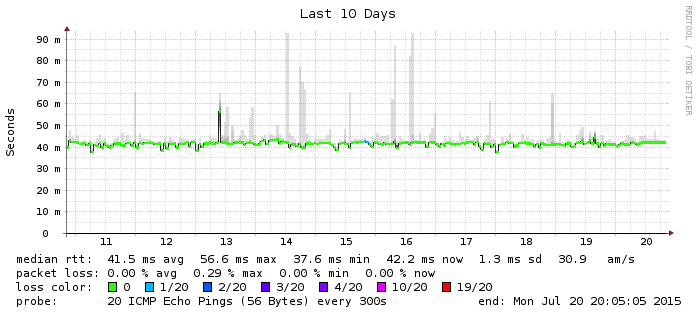 Last 10 Days
RRDTOOL / TOBI OETIKER
Seconds
90 m
80 m
70 m
60 m
50 m
40 m
30 m
20 m
10 m
0
11 12 13 14 15 16 17 18 19 20
median rtt: 41.5 ms avg 56.6 ms max 37.6 ms min 42.2 ms now 1.3 ms sd 30.9 am/s
packet loss: 0.00 % avg 0.29 % max 0.00 % min 0.00 % now
loss color: 0 1/20 2/20 3/20 4/20 10/20 19/20
probe: 20 ICMP Echo Pings (56 Bytes) every 300s end: Mon Jul 20 20:05:05 2015